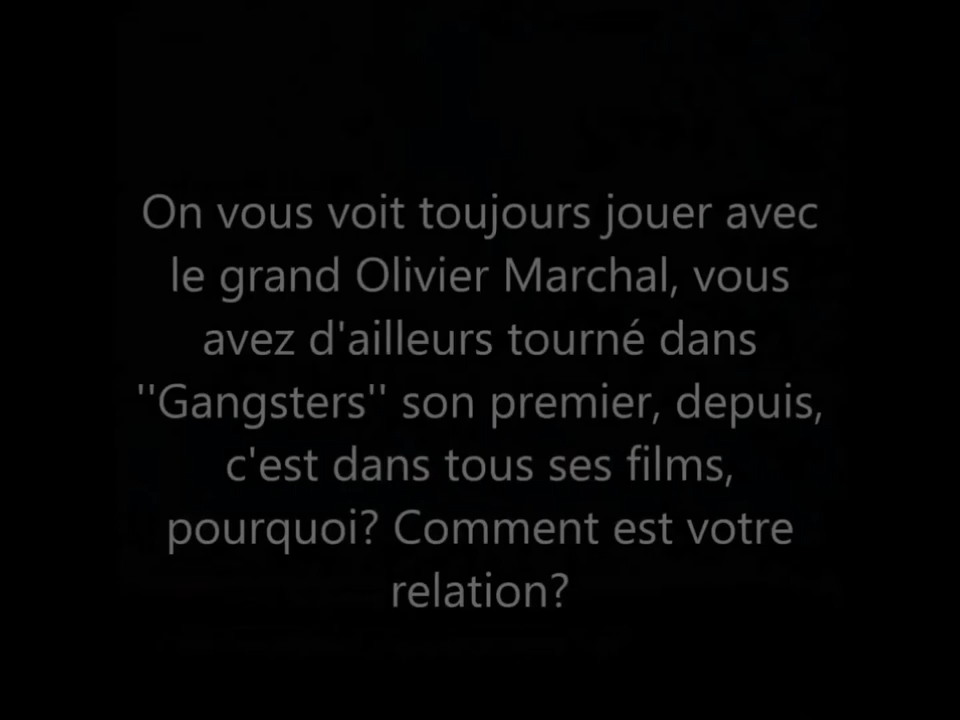 On vous voit toujours jouer avec
le grand Olivier Marchal, vous
avez d'ailleurs tourné dans
''Gangsters'' son premier, depuis,
c'est dans tous ses films,
pourquoi? Comment est votre
relation?